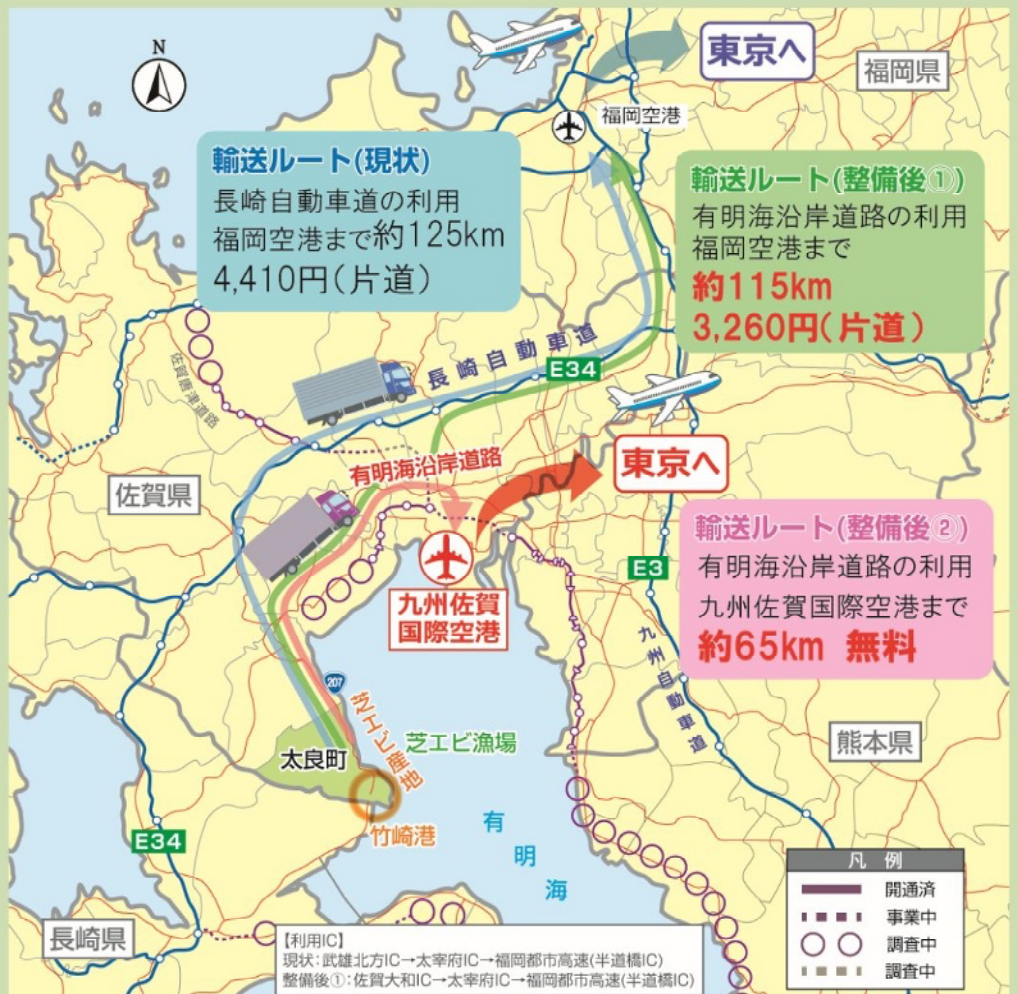 N
東京へ
福岡県
福岡空港
輸送ルート(現状)
長崎自動車道の利用
福岡空港まで約125km
4,410円(片道)
輸送ルート(整備後①)
有明海沿岸道路の利用
福岡空港まで
約115km
3,260円(片道)
佐賀唐津道路
長崎自動車道
E34
東京へ
有明海沿岸道路
佐賀県
輸送ルート(整備後②)
有明海沿岸道路の利用
九州佐賀国際空港まで
約65km 無料
E3
九州佐賀
国際空港
九州自動車道
207
芝エビ産地
芝エビ漁場
太良町
熊本県
竹崎港
有明海
E34
長崎県
凡 例
開通済
事業中
調査中
調査中
【利用IC】
現状:武雄北方IC→太宰府IC→福岡都市高速(半道橋IC)
整備後①:佐賀大和IC→太宰府IC→福岡都市高速(半道橋IC)